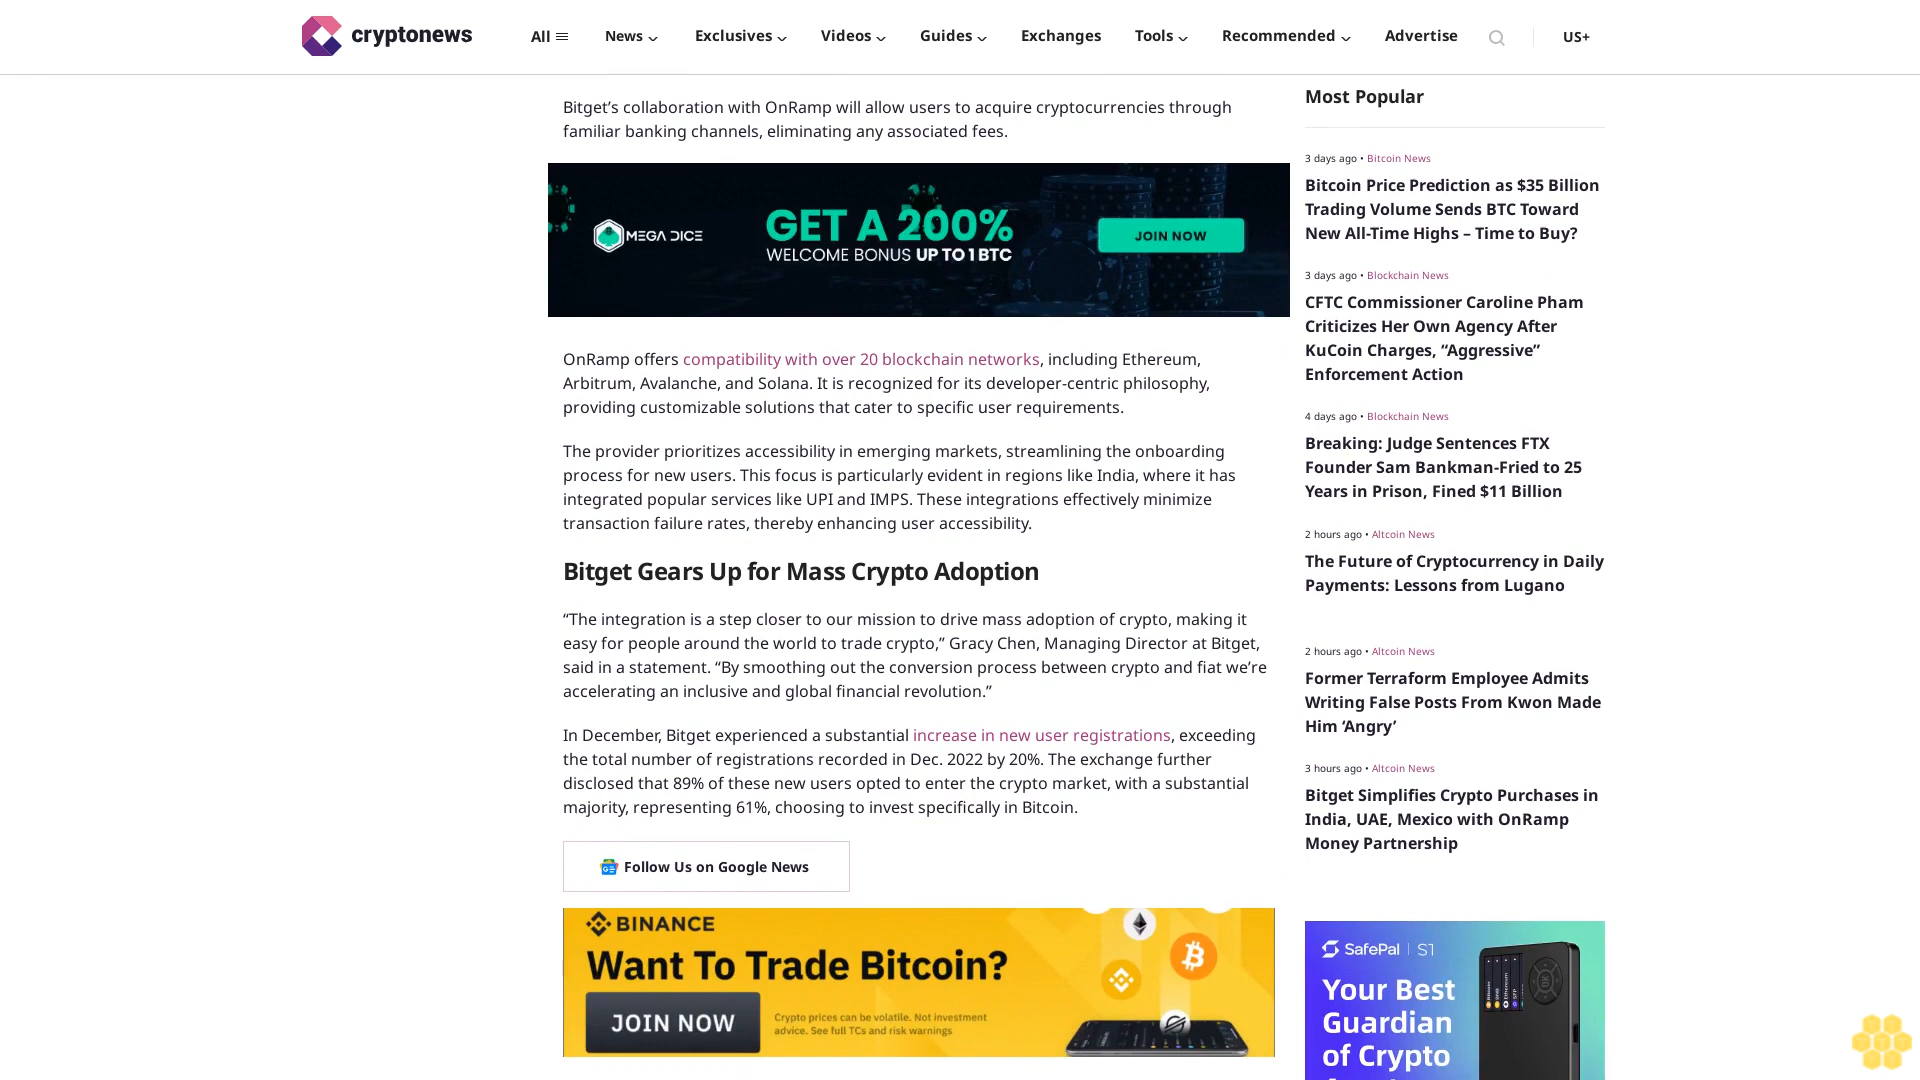 cryptonews
All
News
Exclusives
Videos
Guides
Exchanges
Tools
Recommended
Advertise
US+
Bitget’s collaboration with OnRamp will allow users to acquire cryptocurrencies through
familiar banking channels, eliminating any associated fees.
MEGA DICE
GET A 200%
WELCOME BONUS UP TO 1 BTC
JOIN NOW
OnRamp offers compatibility with over 20 blockchain networks, including Ethereum,
Arbitrum, Avalanche, and Solana. It is recognized for its developer-centric philosophy,
providing customizable solutions that cater to specific user requirements.
The provider prioritizes accessibility in emerging markets, streamlining the onboarding
process for new users. This focus is particularly evident in regions like India, where it has
integrated popular services like UPI and IMPS. These integrations effectively minimize
transaction failure rates, thereby enhancing user accessibility.
Bitget Gears Up for Mass Crypto Adoption
“The integration is a step closer to our mission to drive mass adoption of crypto, making it
easy for people around the world to trade crypto,” Gracy Chen, Managing Director at Bitget,
said in a statement. “By smoothing out the conversion process between crypto and fiat we’re
accelerating an inclusive and global financial revolution.”
In December, Bitget experienced a substantial increase in new user registrations, exceeding
the total number of registrations recorded in Dec. 2022 by 20%. The exchange further
disclosed that 89% of these new users opted to enter the crypto market, with a substantial
majority, representing 61%, choosing to invest specifically in Bitcoin.
Follow Us on Google News
BINANCE
Want To Trade Bitcoin?
JOIN NOW
Crypto prices can be volatile. Not investment
advice. See full TCs and risk warnings
Most Popular
3 days ago • Bitcoin News
Bitcoin Price Prediction as $35 Billion
Trading Volume Sends BTC Toward
New All-Time Highs – Time to Buy?
3 days ago • Blockchain News
CFTC Commissioner Caroline Pham
Criticizes Her Own Agency After
KuCoin Charges, “Aggressive”
Enforcement Action
4 days ago • Blockchain News
Breaking: Judge Sentences FTX
Founder Sam Bankman-Fried to 25
Years in Prison, Fined $11 Billion
2 hours ago • Altcoin News
The Future of Cryptocurrency in Daily
Payments: Lessons from Lugano
2 hours ago • Altcoin News
Former Terraform Employee Admits
Writing False Posts From Kwon Made
Him ‘Angry’
3 hours ago • Altcoin News
Bitget Simplifies Crypto Purchases in
India, UAE, Mexico with OnRamp
Money Partnership
SafePal | S1
Your Best
Guardian
of Crypto